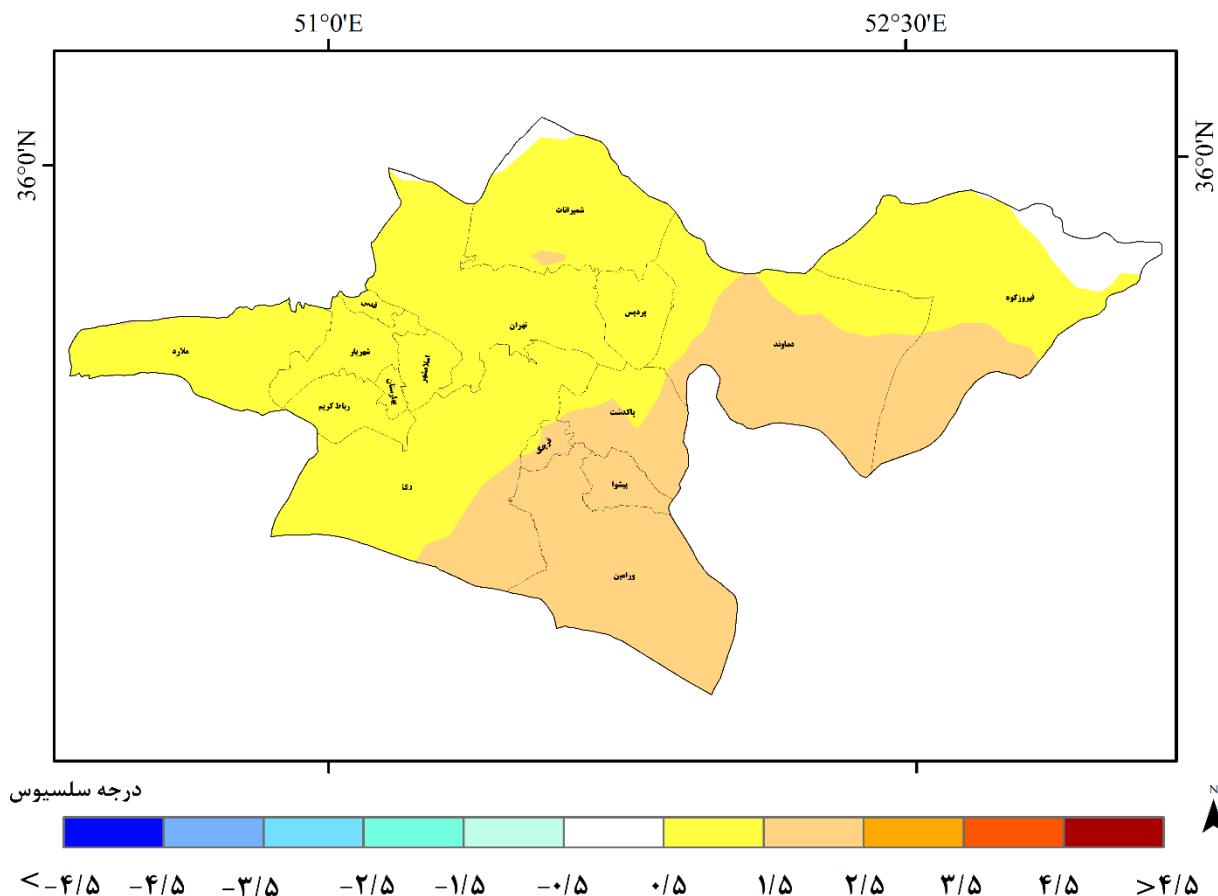 51°0'E 52°30'E
36°0'N 36°0'N
شمیرانات
فیروزکوه
قدس
پردیس
تهران
دماوند
ملارد
شهریار
اسلامشهر
بهارستان
رباط کریم
پاکدشت
قرچک
پیشوا
ری
ورامین
درجه سلسیوس
N
< -۴/۵ -۴/۵ -۳/۵ -۲/۵ -۱/۵ -۰/۵ ۰/۵ ۱/۵ ۲/۵ ۳/۵ ۴/۵ >۴/۵